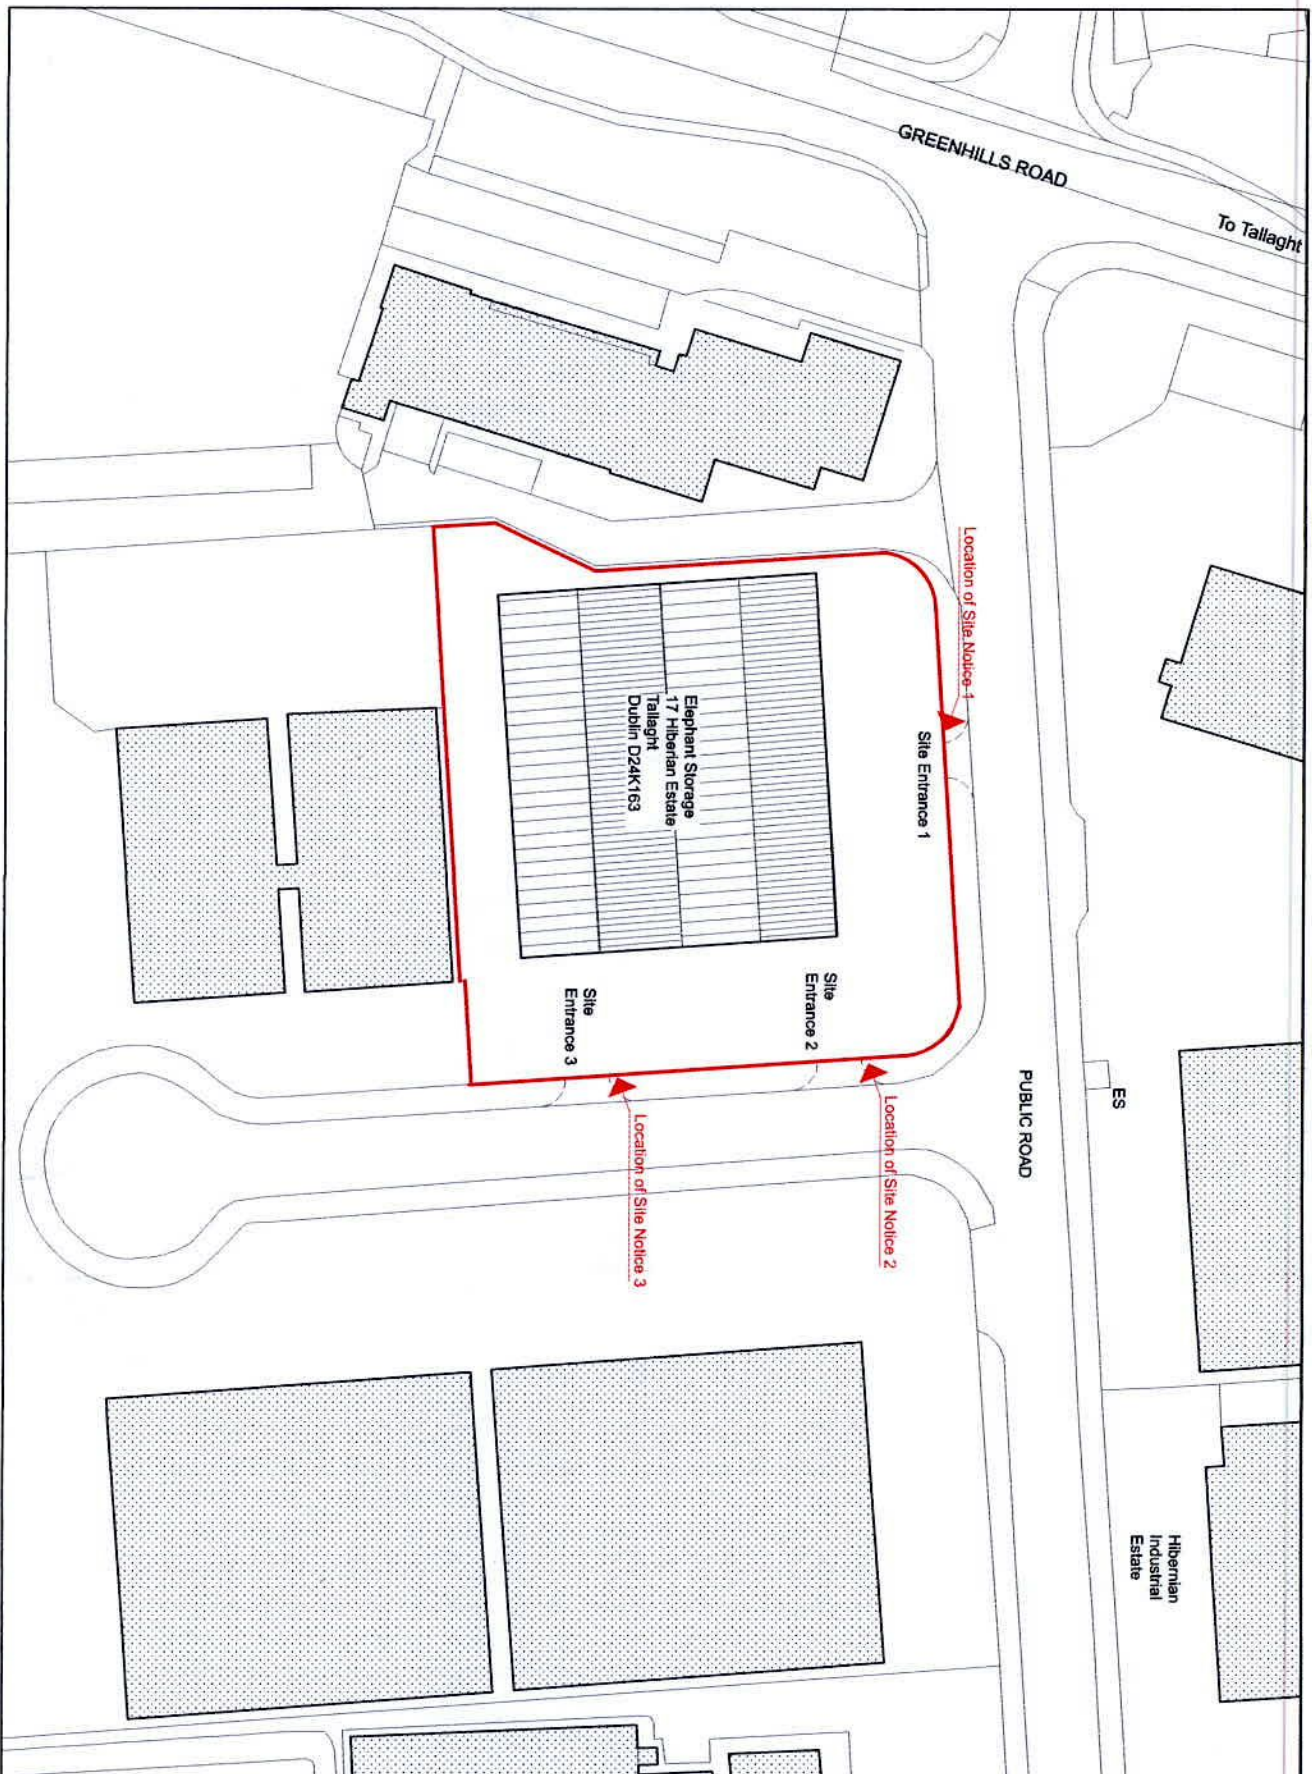 GREENHILLS ROAD
To Tallaght
Location of Site Notice 1
Site Entrance 1
Elephant Storage
17 Hiberian Estate
Tallaght
Dublin D24K163
Site
Entrance 2
Site
Entrance 3
Location of Site Notice 2
Location of Site Notice 3
PUBLIC ROAD
ES
Hibernian
Industrial
Estate